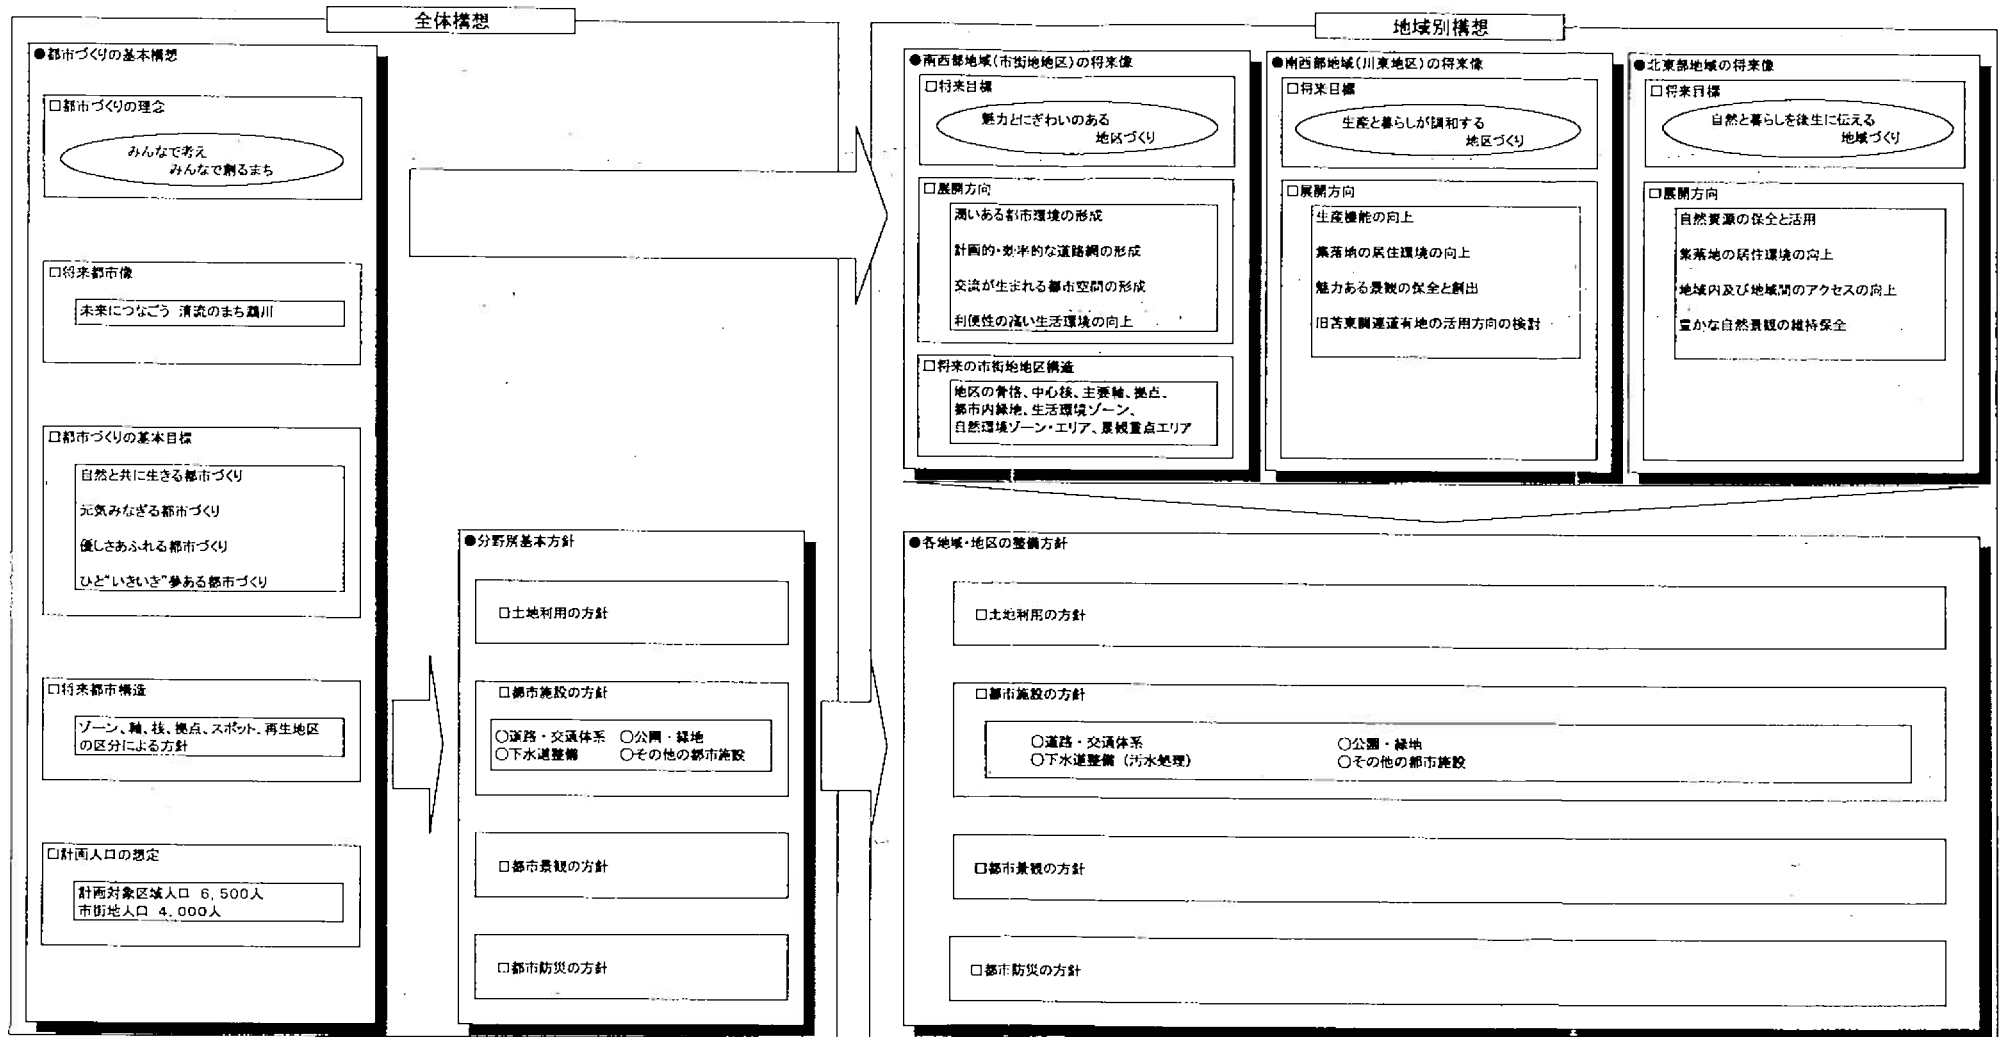 全体構想
●都市づくりの基本構想
□都市づくりの理念
みんなで考え
みんなで創るまち
□将来都市像
未来につなごう 清流のまち鵡川
□都市づくりの基本目標
自然と共に生きる都市づくり
元気みなぎる都市づくり
優しさあふれる都市づくり
ひと“いきいき”夢ある都市づくり
□将来都市構造
ゾーン、軸、核、拠点、スポット、再生地区
の区分による方針
□計画人口の想定
計画対象区域人口 6,500人
市街地人口 4,000人
●分野別基本方針
□土地利用の方針
□都市施設の方針
○道路・交通体系 ○公園・緑地
○下水道整備 ○その他の都市施設
□都市景観の方針
□都市防災の方針
地域別構想
●南西部地域(市街地地区)の将来像
□将来目標
魅力とにぎわいのある
地区づくり
□展開方向
潤いある都市環境の形成
計画的・効率的な道路網の形成
交流が生まれる都市空間の形成
利便性の高い生活環境の向上
□将来の市街地地区構造
地区の骨格、中心核、主要軸、拠点、
都市内緑地、生活環境ゾーン、
自然環境ゾーン・エリア、景観重点エリア
●南西部地域(川東地区)の将来像
□将来目標
生産と暮らしが調和する
地区づくり
□展開方向
生産機能の向上
集落地の居住環境の向上
魅力ある景観の保全と創出
旧苫東関連道有地の活用方向の検討
●北東部地域の将来像
□将来目標
自然と暮らしを後生に伝える
地域づくり
□展開方向
自然資源の保全と活用
集落地の居住環境の向上
地域内及び地域間のアクセスの向上
豊かな自然景観の維持保全
●各地域・地区の整備方針
□土地利用の方針
□都市施設の方針
○道路・交通体系 ○公園・緑地
○下水道整備(汚水処理) ○その他の都市施設
□都市景観の方針
□都市防災の方針